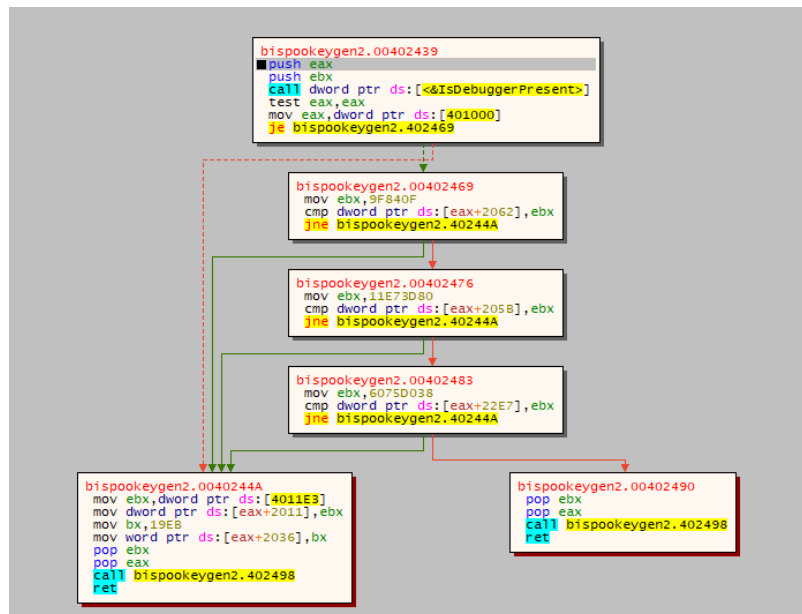 bispookeygen2.00402439
push eax
push ebx
call dword ptr ds:[<&IsDebuggerPresent>]
test eax,eax
mov eax,dword ptr ds:[401000]
je bispookeygen2.402469
bispookeygen2.00402469
mov ebx,9F840F
cmp dword ptr ds:[eax+2062],ebx
jne bispookeygen2.40244A
bispookeygen2.00402476
mov ebx,11E73D80
cmp dword ptr ds:[eax+205B],ebx
jne bispookeygen2.40244A
bispookeygen2.00402483
mov ebx,6075D038
cmp dword ptr ds:[eax+22E7],ebx
jne bispookeygen2.40244A
bispookeygen2.0040244A
mov ebx,dword ptr ds:[4011E3]
mov dword ptr ds:[eax+2011],ebx
mov bx,19EB
mov word ptr ds:[eax+2036],bx
pop ebx
pop eax
call bispookeygen2.402498
ret
bispookeygen2.00402490
pop ebx
pop eax
call bispookeygen2.402498
ret